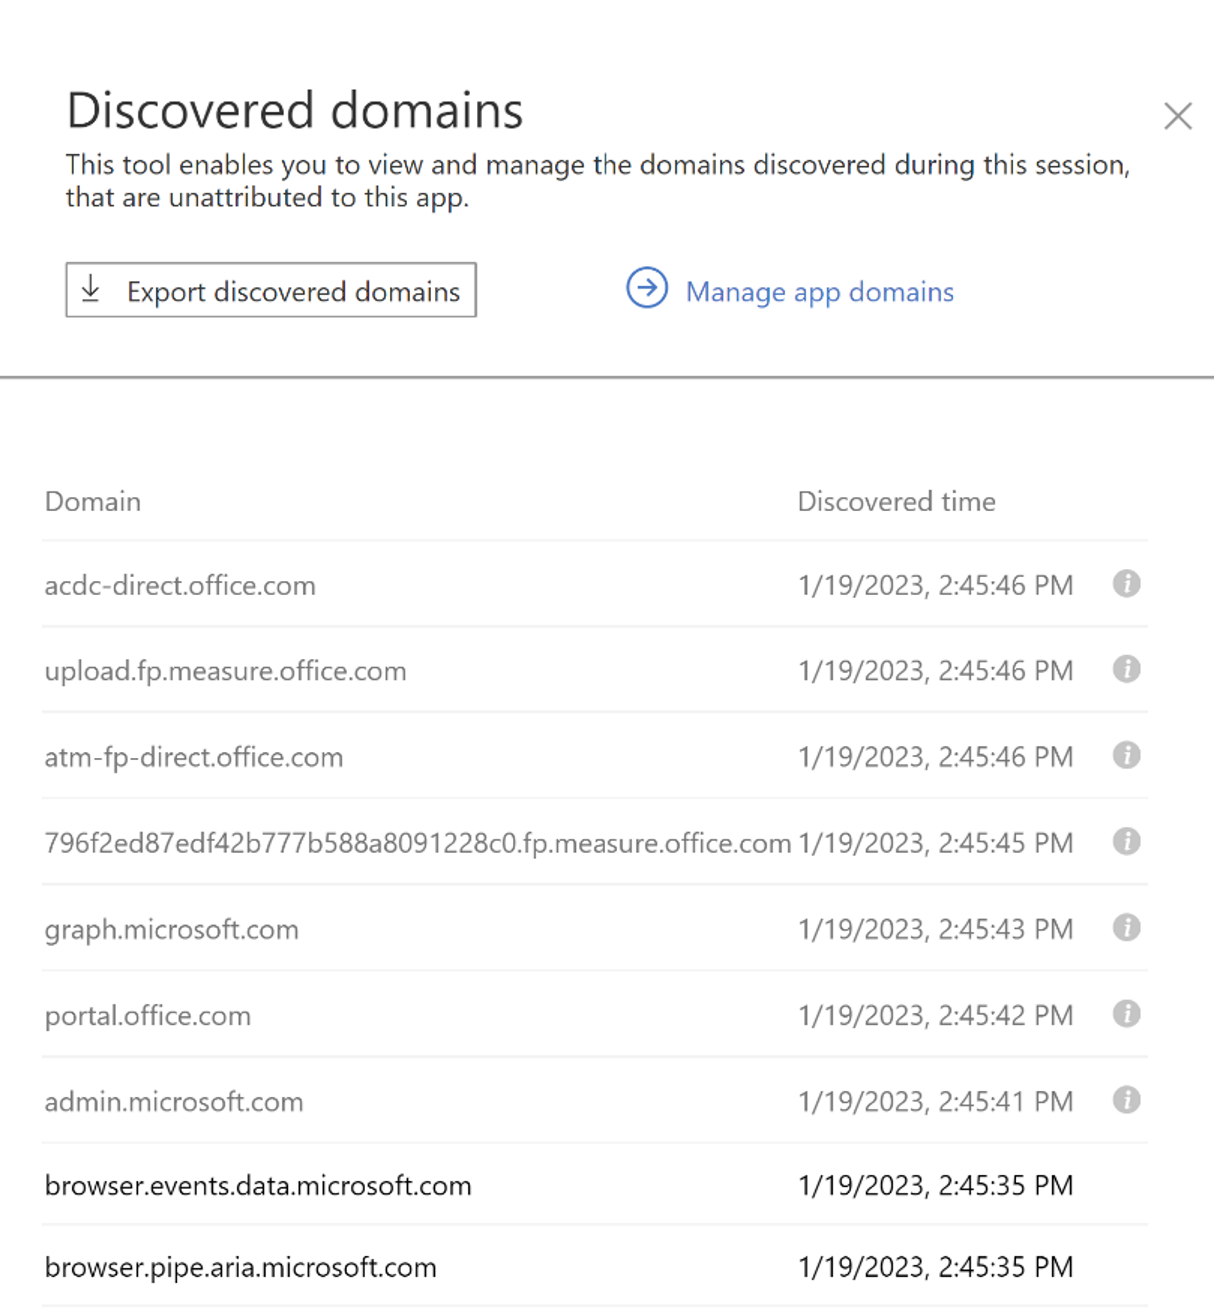 Discovered domains
This tool enables you to view and manage the domains discovered during this session,
that are unattributed to this app.
Export discovered domains
Manage app domains
Domain Discovered time
acdc-direct.office.com 1/19/2023, 2:45:46 PM
upload.fp.measure.office.com 1/19/2023, 2:45:46 PM
atm-fp-direct.office.com 1/19/2023, 2:45:46 PM
796f2ed87edf42b777b588a8091228c0.fp.measure.office.com 1/19/2023, 2:45:45 PM
graph.microsoft.com 1/19/2023, 2:45:43 PM
portal.office.com 1/19/2023, 2:45:42 PM
admin.microsoft.com 1/19/2023, 2:45:41 PM
browser.events.data.microsoft.com 1/19/2023, 2:45:35 PM
browser.pipe.aria.microsoft.com 1/19/2023, 2:45:35 PM